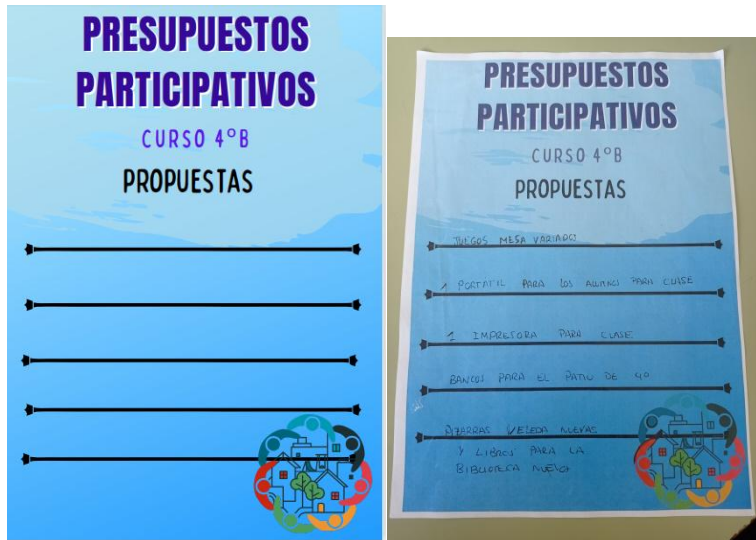 PRESUPUESTOS
PARTICIPATIVOS
CURSO 4ºB
PROPUESTAS
PRESUPUESTOS
PARTICIPATIVOS
CURSO 4ºB
PROPUESTAS
JUEGOS MESA VARIADOS
1 PORTATIL PARA LOS ALUMNOS PARA CLASE
1 IMPRESORA PARA CLASE
BANCOS PARA EL PATIO DE 4º
PIZARRAS VELEDA NUEVAS
Y LIBROS PARA LA
BIBLIOTECA